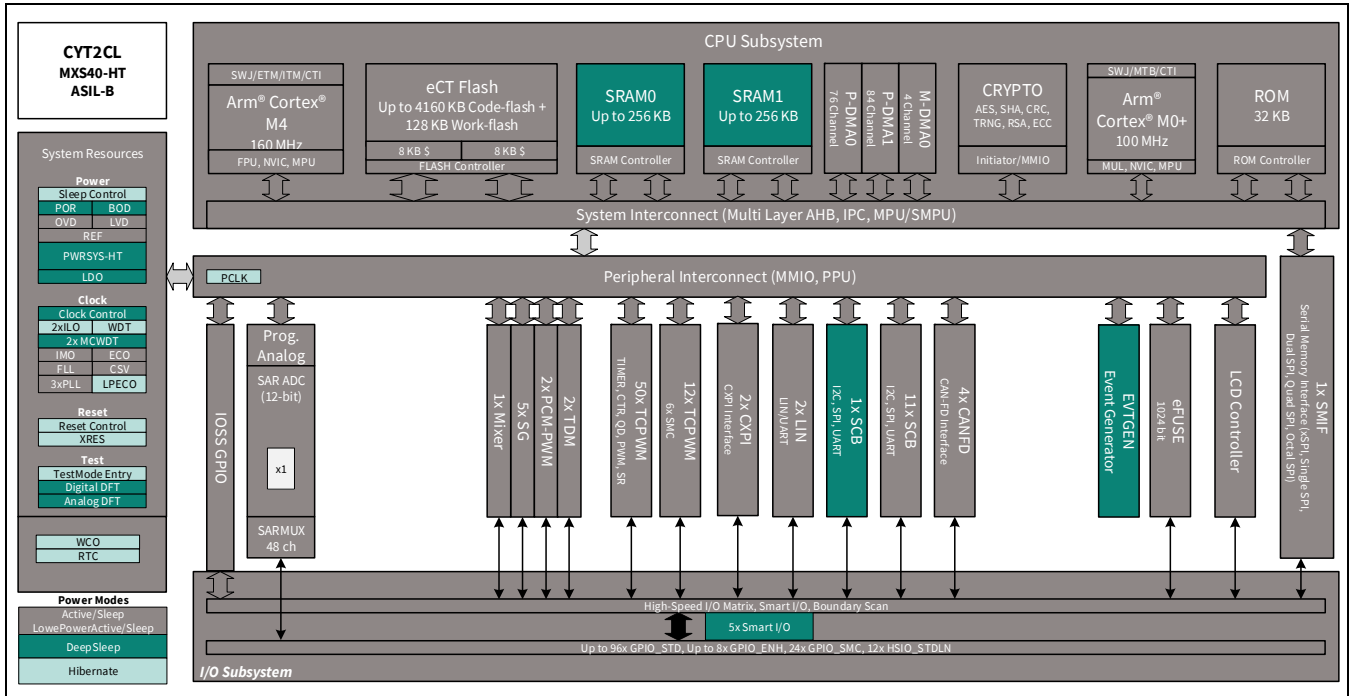 CYT2CL
MXS40-HT
ASIL-B
System Resources
Power
Sleep Control
POR
BOD
OVD
LVD
REF
PWRSYS-HT
LDO
Clock
Clock Control
2xILO
WDT
2x MCWDT
IMO
ECO
FLL
CSV
3xPLL
LPECO
Reset
Reset Control
XRES
Test
TestMode Entry
Digital DFT
Analog DFT
WCO
RTC
Power Modes
Active/Sleep
LowePowerActive/Sleep
DeepSleep
Hibernate
CPU Subsystem
SWJ/ETM/ITM/CTI
Arm® Cortex®
M4
160 MHz
FPU, NVIC, MPU
eCT Flash
Up to 4160 KB Code-flash +
128 KB Work-flash
8 KB $
8 KB $
FLASH Controller
SRAM0
Up to 256 KB
SRAM Controller
SRAM1
Up to 256 KB
SRAM Controller
P-DMA0
76 Channel
P-DMA1
84 Channel
M-DMA0
4 Channel
CRYPTO
AES, SHA, CRC,
TRNG, RSA, ECC
Initiator/MMIO
SWJ/MTB/CTI
Arm
Cortex® M0+
100 MHz
MUL, NVIC, MPU
ROM
32 KB
ROM Controller
System Interconnect (Multi Layer AHB, IPC, MPU/SMPU)
PCLK
Peripheral Interconnect (MMIO, PPU)
IOSS GPIO
Prog.
Analog
SAR ADC
(12-bit)
x1
SARMUX
48 ch
1x Mixer
5x SG
2x PCM-PWM
2x TDM
50x TCPWM
TIMER, CTR, QD, PWM, SR
12x TCPWM
6x SMC
2x CXPI
CXPI Interface
2x LIN
LIN/UART
1x SCB
I2C, SPI, UART
11x SCB
I2C, SPI, UART
4x CANFD
CAN-FD Interface
EVTGEN
Event Generator
eFUSE
1024 bit
LCD Controller
1x SMIF
Serial Memory Interface (xSPI, Single SPI,
Dual SPI, Quad SPI, Octal SPI)
High-Speed I/O Matrix, Smart I/O, Boundary Scan
5x Smart I/O
Up to 96x GPIO_STD, Up to 8x GPIO_ENH, 24x GPIO_SMC, 12x HSIO_STDLN
I/O Subsystem